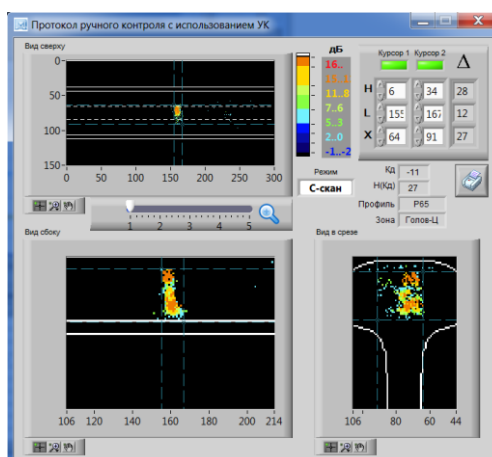 Протокол ручного контроля с использованием УК
Вид сверху
0
50
100
150
0 50 100 150 200 250 300
дБ
16..
15..11
11..8
7..6
5..3
2..0
-1..-2
Курсор 1 Курсор 2 Δ
H 6 34 28
L 155 167 12
X 64 91 27
Режим
С-скан
Кд -11
Н(Кд) 27
Профиль Р65
Зона Голов-Ц
1 2 3 4 5
Вид сбоку
106 120 140 160 180 200 214
Вид в срезе
106 80 60 44